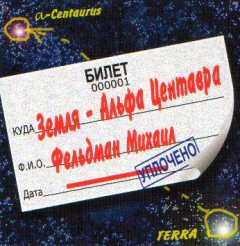 α-Centaurus
БИЛЕТ
000001
КУДА Земля - Альфа Центавра
Ф.И.О. Фельдман Михаил
Дата
УПЛОЧЕНО
TERRA